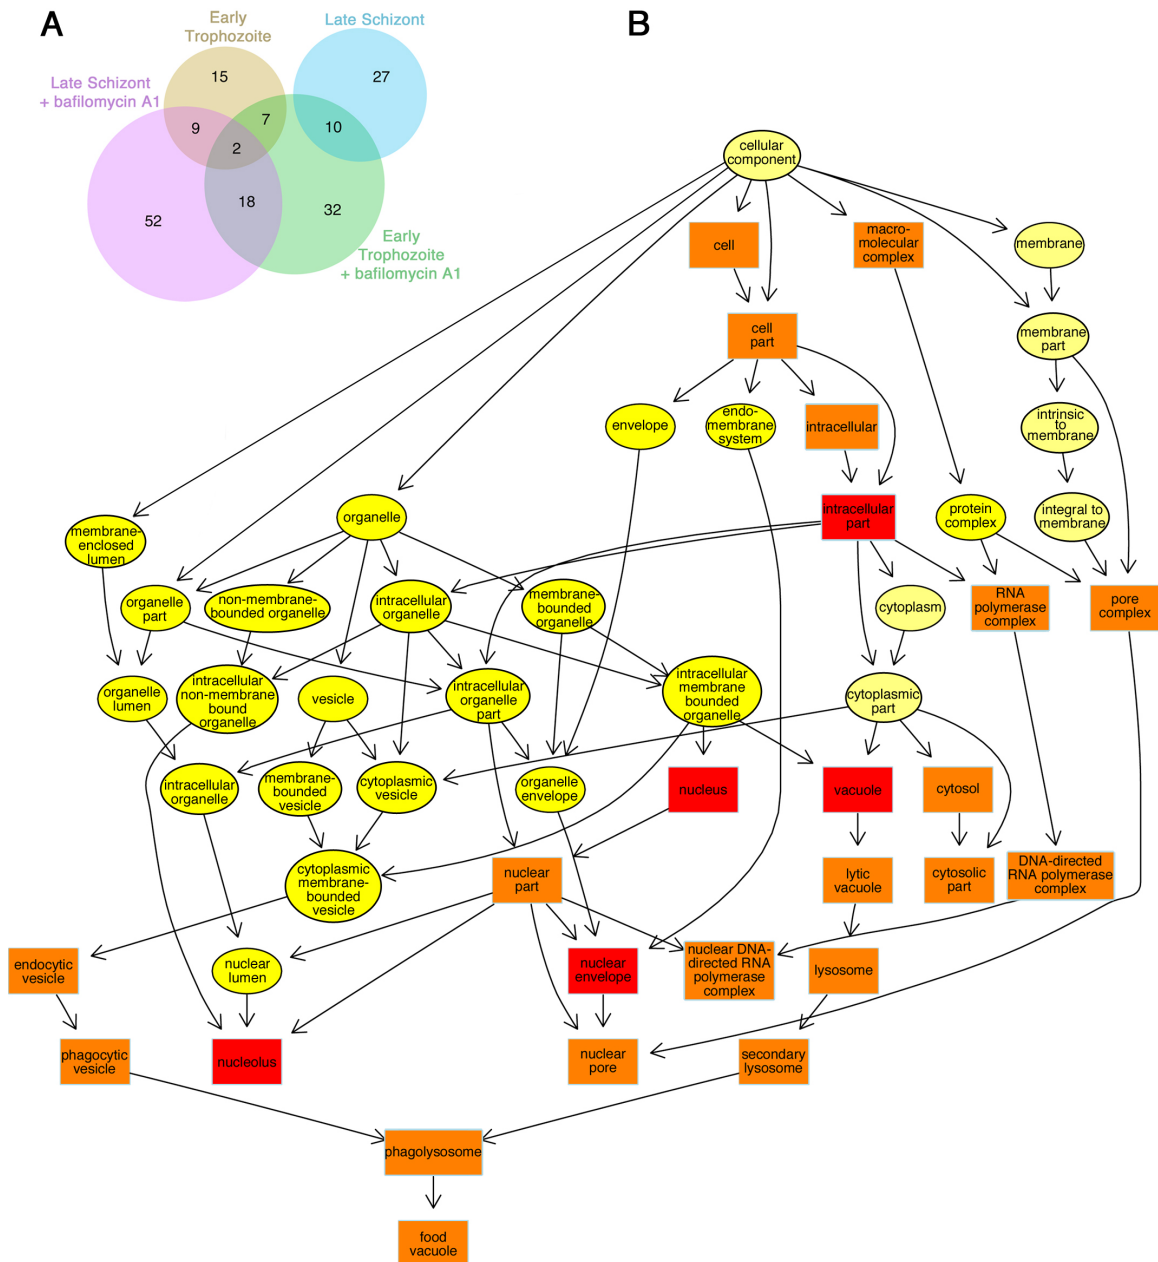 A
B
Early
Trophozoite
Late Schizont
15
27
Late Schizont
+ bafilomycin A1
9
7
10
2
18
52
32
Early
Trophozoite
+ bafilomycin A1
cellular
component
cell
macro-
molecular
complex
membrane
cell
part
membrane
part
envelope
endo-
membrane
system
intracellular
intrinsic
to
membrane
membrane-
enclosed
lumen
organelle
intracellular
part
protein
complex
integral to
membrane
organelle
part
non-membrane-
bounded organelle
intracellular
organelle
membrane-
bounded
organelle
cytoplasm
RNA
polymerase
complex
pore
complex
organelle
lumen
intracellular
non-membrane
bound
organelle
vesicle
intracellular
organelle
part
intracellular
membrane
bounded
organelle
cytoplasmic
part
intracellular
organelle
membrane-
bounded
vesicle
cytoplasmic
vesicle
organelle
envelope
nucleus
vacuole
cytosol
cytoplasmic
membrane-
bounded
vesicle
nuclear
part
lytic
vacuole
cytosolic
part
DNA-directed
RNA polymerase
complex
endocytic
vesicle
nuclear
lumen
nuclear
envelope
nuclear DNA-
directed RNA
polymerase
complex
lysosome
phagocytic
vesicle
nucleolus
nuclear
pore
secondary
lysosome
phagolysosome
food
vacuole